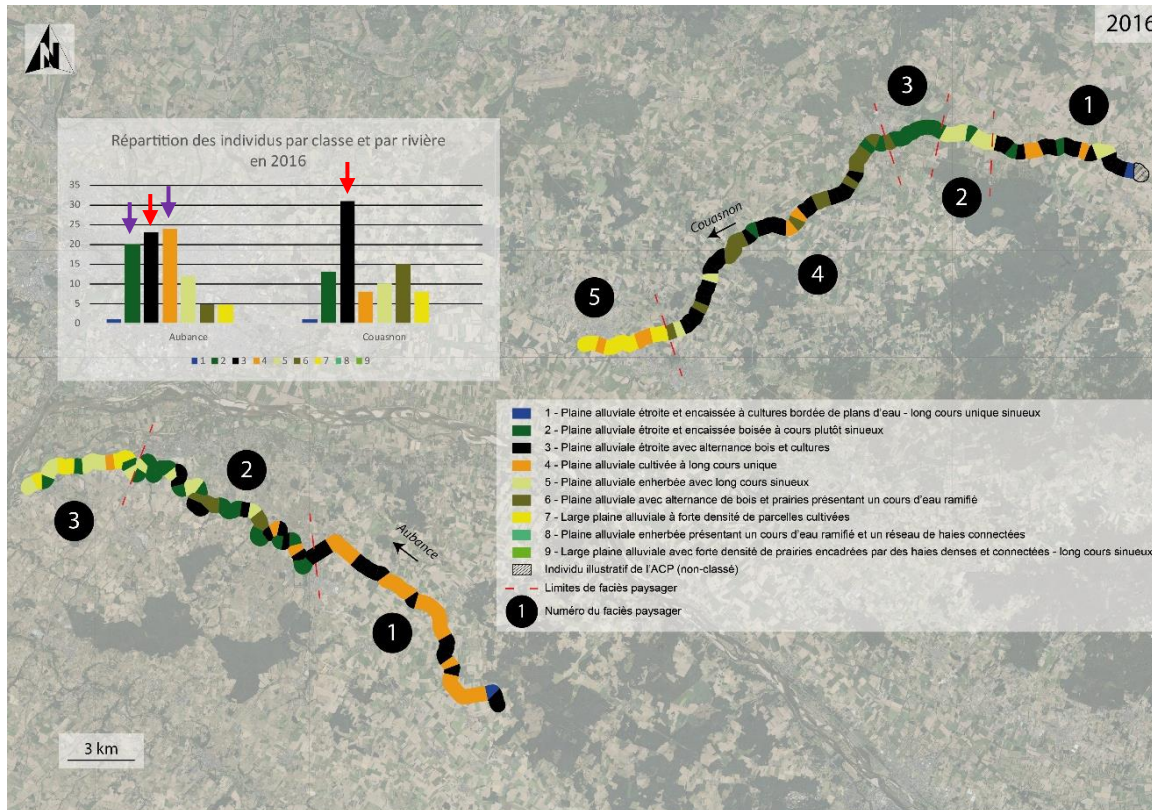 2016
N
Répartition des individus par classe et par rivière
en 2016
35
30
25
20
15
10
5
0
Aubance
Couasnon
1 2 3 4 5 6 7 8 9
3
1
2
Couasnon
4
5
1 - Plaine alluviale étroite et encaissée à cultures bordée de plans d'eau - long cours unique sinueux
2 - Plaine alluviale étroite et encaissée boisée à cours plutôt sinueux
3 - Plaine alluviale étroite avec alternance bois et cultures
4 - Plaine alluviale cultivée à long cours unique
5 - Plaine alluviale enherbée avec long cours sinueux
6 - Plaine alluviale avec alternance de bois et prairies présentant un cours d'eau ramifié
7 - Large plaine alluviale à forte densité de parcelles cultivées
8 - Plaine alluviale enherbée présentant un cours d'eau ramifié et un réseau de haies connectées
9 - Large plaine alluviale avec forte densité de prairies encadrées par des haies denses et connectées - long cours sinueux
Individu illustratif de l'ACP (non-classé)
Limites de faciès paysager
1 Numéro du faciès paysager
2
3
Aubance
1
3 km